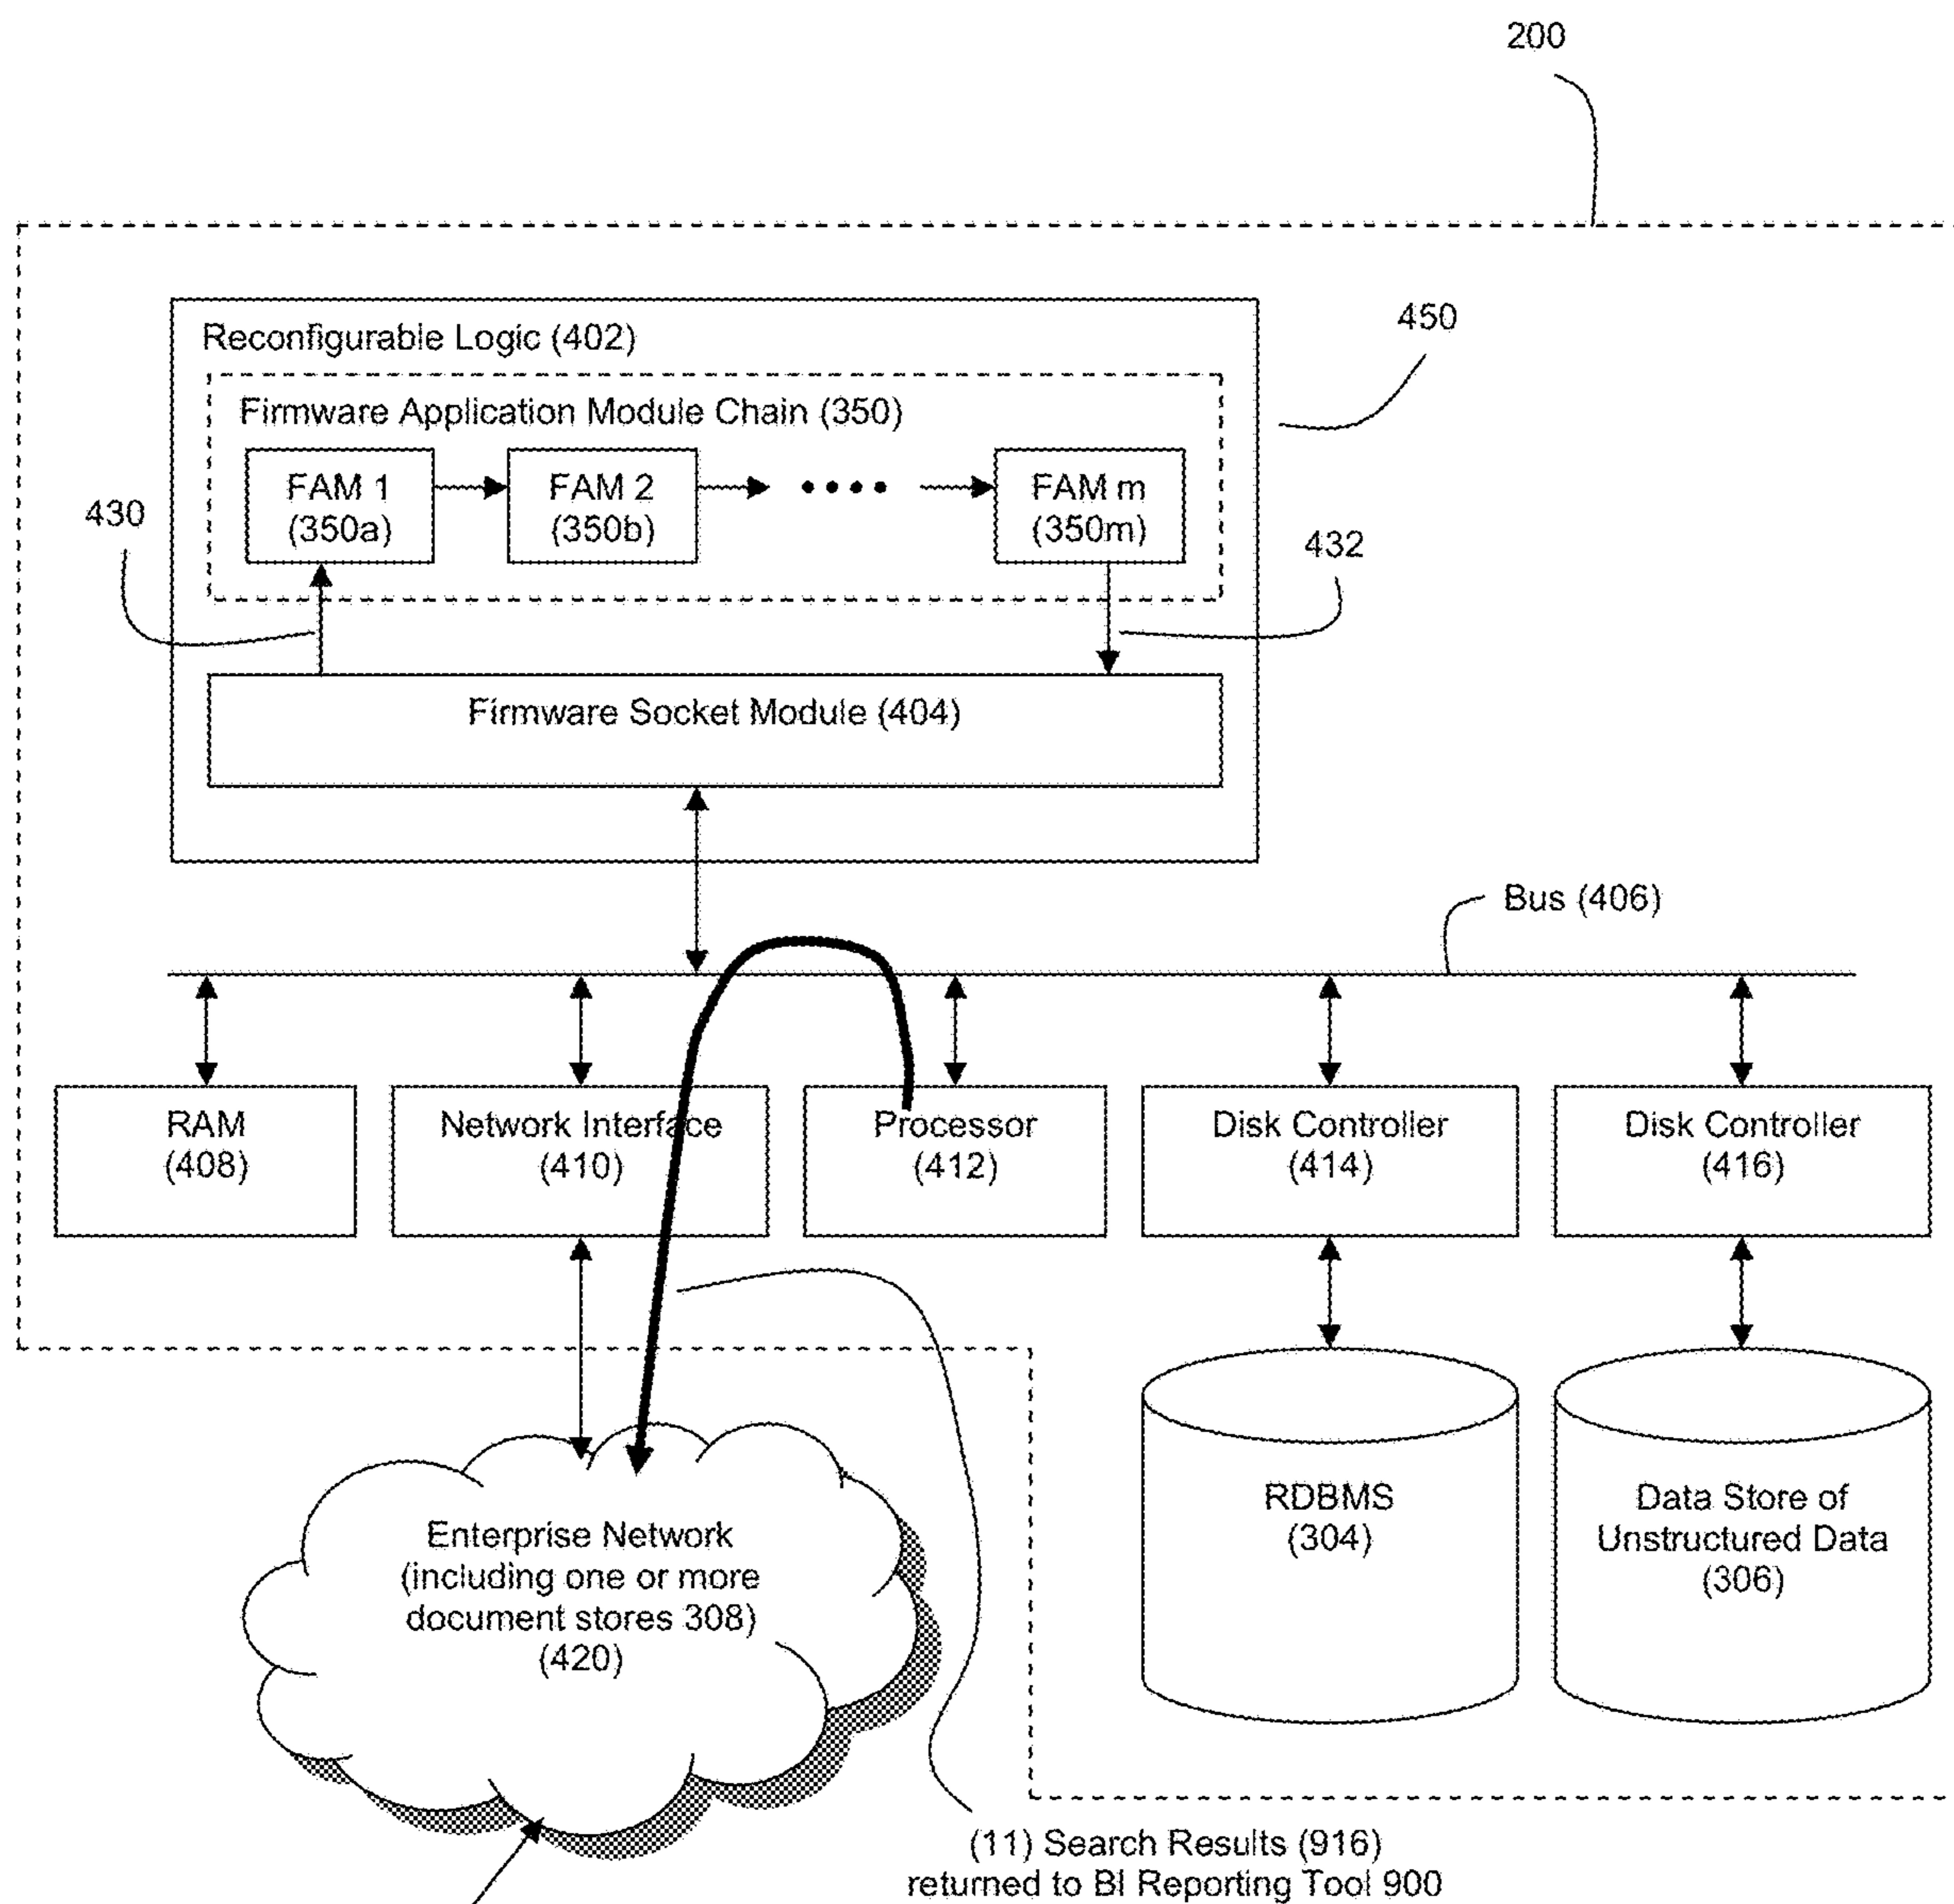 200
Reconfigurable Logic (402)
450
Firmware Application Module Chain (350)
FAM 1
(350a)
FAM 2
(350b)
FAM m
(350m)
430
432
Firmware Socket Module (404)
Bus (406)
RAM
(408)
Network Interface
(410)
Processor
(412)
Disk Controller
(414)
Disk Controller
(416)
RDBMS
(304)
Data Store of
Unstructured Data
(306)
Enterprise Network
(including one or more
document stores 308)
(420)
(11) Search Results (916)
returned to BI Reporting Tool 900